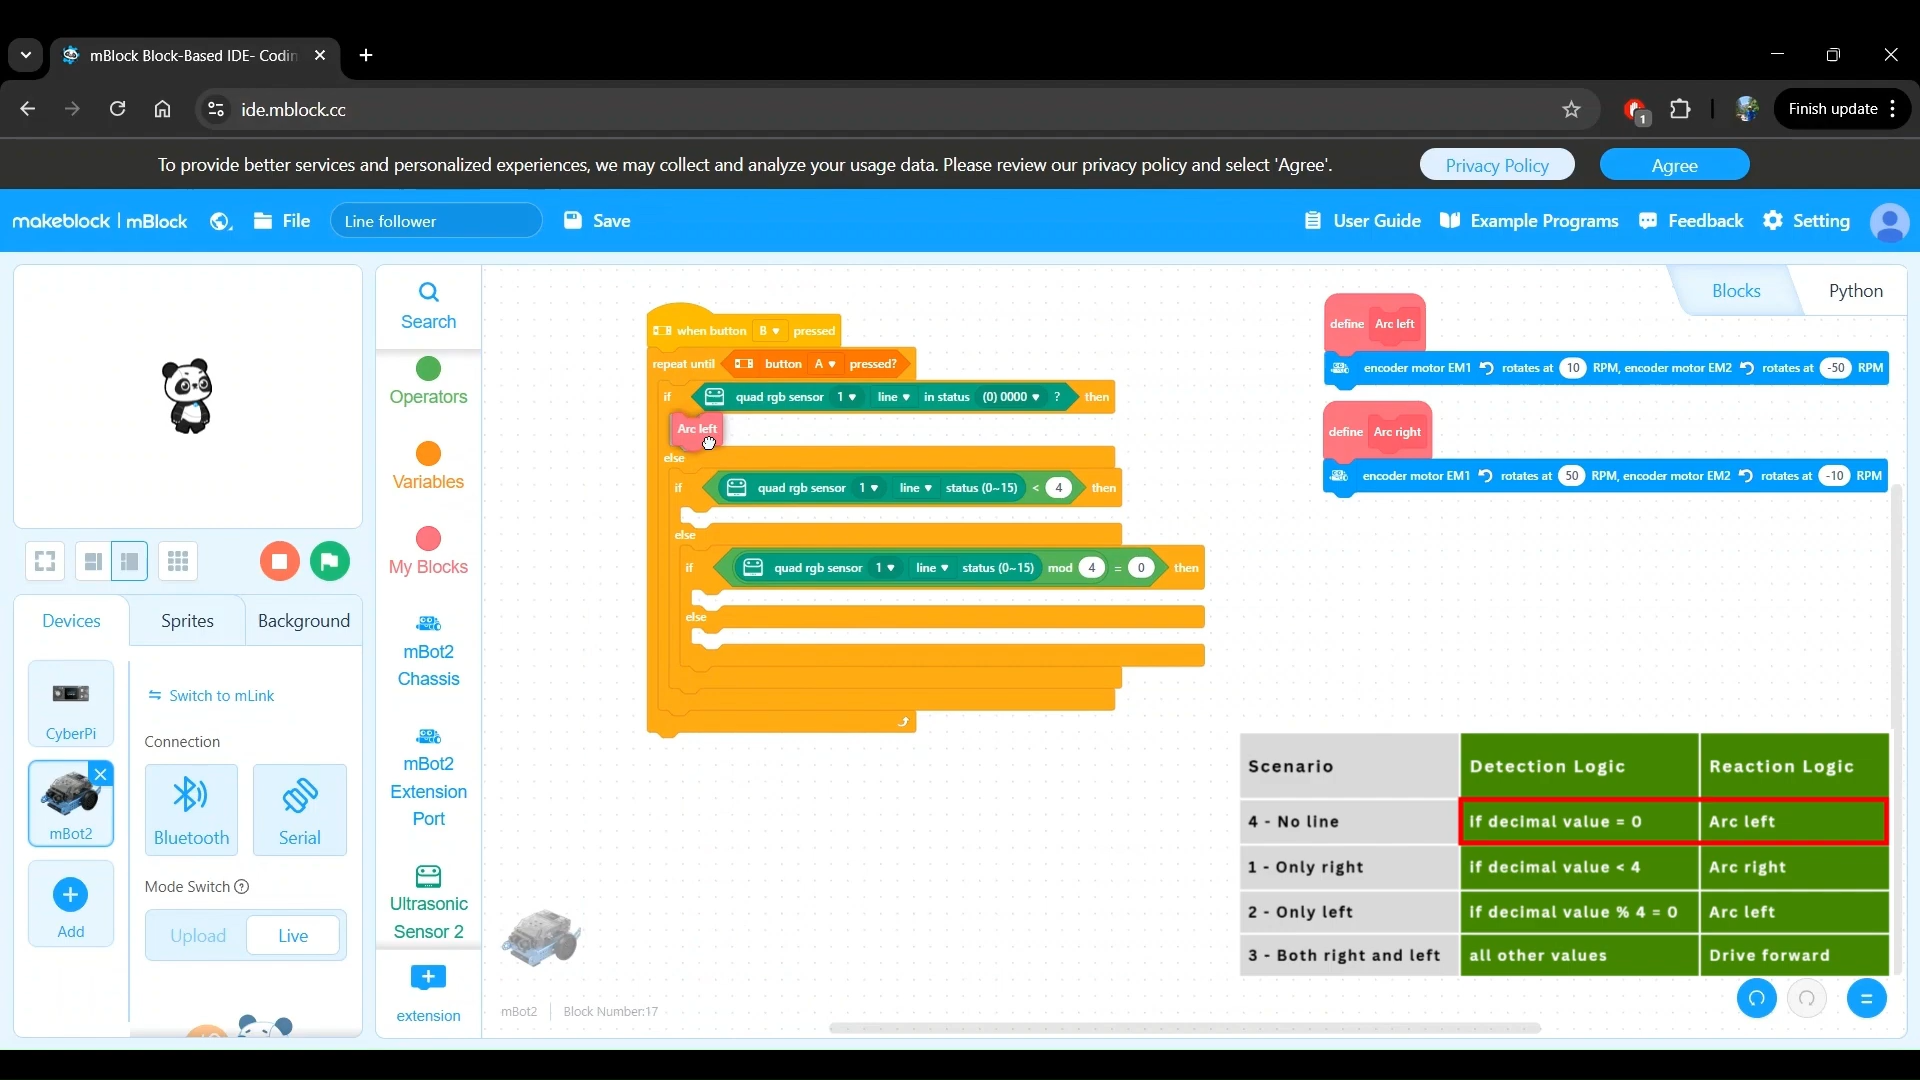 mBlock Block-Based IDE- Codin
ide.mblock.cc
1
Finish update
To provide better services and personalized experiences, we may collect and analyze your usage data. Please review our privacy policy and select 'Agree'.
Privacy Policy
Agree
makeblock | mBlock
File
Line follower
Save
User Guide
Example Programs
Feedback
Setting
Search
Operators
Variables
My Blocks
mBot2
Chassis
mBot2
Extension
Port
Ultrasonic
Sensor 2
extension
Devices
Sprites
Background
CyberPi
mBot2
Add
Switch to mLink
Connection
Bluetooth
Serial
Mode Switch
Upload
Live
when button B pressed
repeat until button A pressed?
if quad rgb sensor 1 line in status (0) 0000 ? then
Arc left
else
if quad rgb sensor 1 line status (0~15) < 4 then
else
if quad rgb sensor 1 line status (0~15) mod 4 = 0 then
else
Blocks
Python
define Arc left
encoder motor EM1 rotates at 10 RPM, encoder motor EM2 rotates at -50 RPM
define Arc right
encoder motor EM1 rotates at 50 RPM, encoder motor EM2 rotates at -10 RPM
Scenario Detection Logic Reaction Logic
4 - No line if decimal value = 0 Arc left
1 - Only right if decimal value < 4 Arc right
2 - Only left if decimal value % 4 = 0 Arc left
3 - Both right and left all other values Drive forward
mBot2 Block Number:17